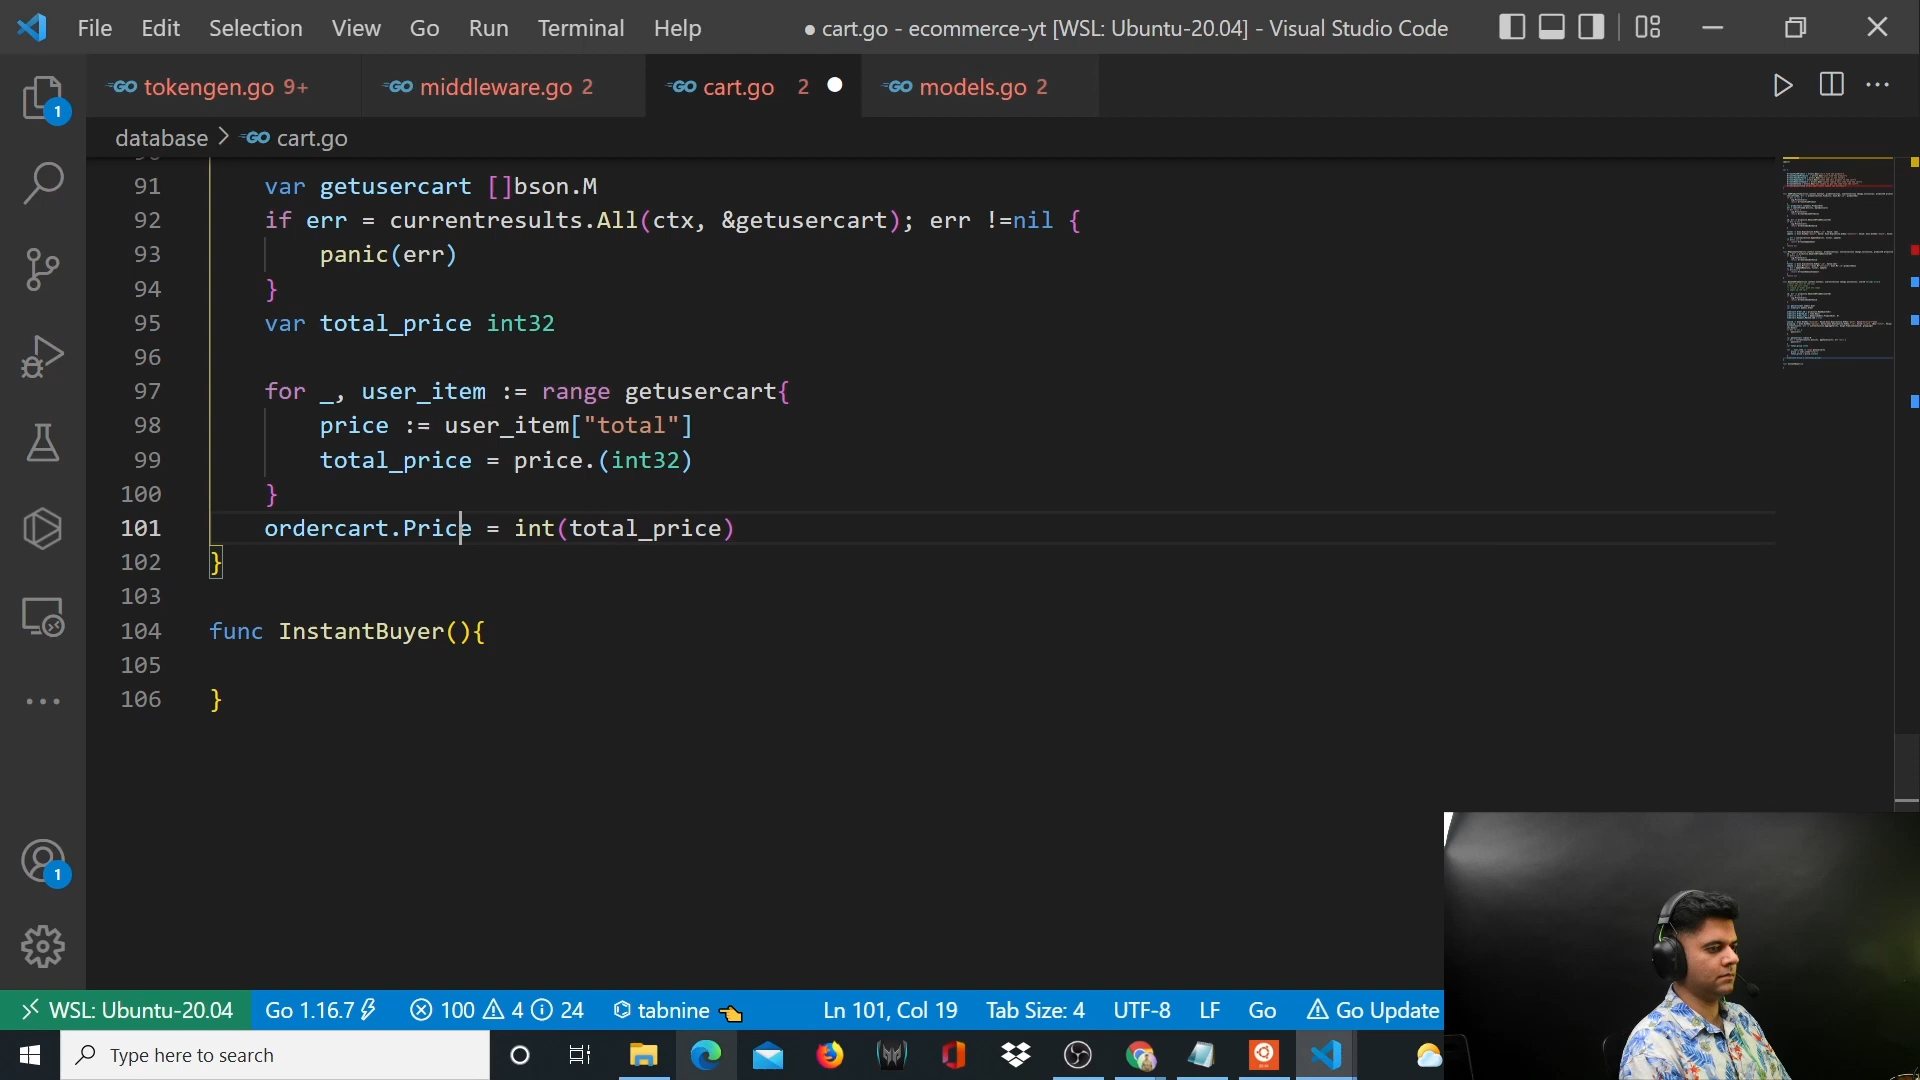 File Edit Selection View Go Run Terminal Help
● cart.go - ecommerce-yt [WSL: Ubuntu-20.04] - Visual Studio Code
GO tokengen.go 9+
GO middleware.go 2
GO cart.go 2 ●
GO models.go 2
database > GO cart.go
91 var getusercart []bson.M
92 if err = currentresults.All(ctx, &getusercart); err !=nil {
93 panic(err)
94 }
95 var total_price int32
96
97 for _, user_item := range getusercart{
98 price := user_item["total"]
99 total_price = price.(int32)
100 }
101 ordercart.Price = int(total_price)
102 }
103
104 func InstantBuyer(){
105
106 }
1
1
WSL: Ubuntu-20.04 Go 1.16.7 100 4 24 tabnine Ln 101, Col 19 Tab Size: 4 UTF-8 LF Go Go Update
Type here to search